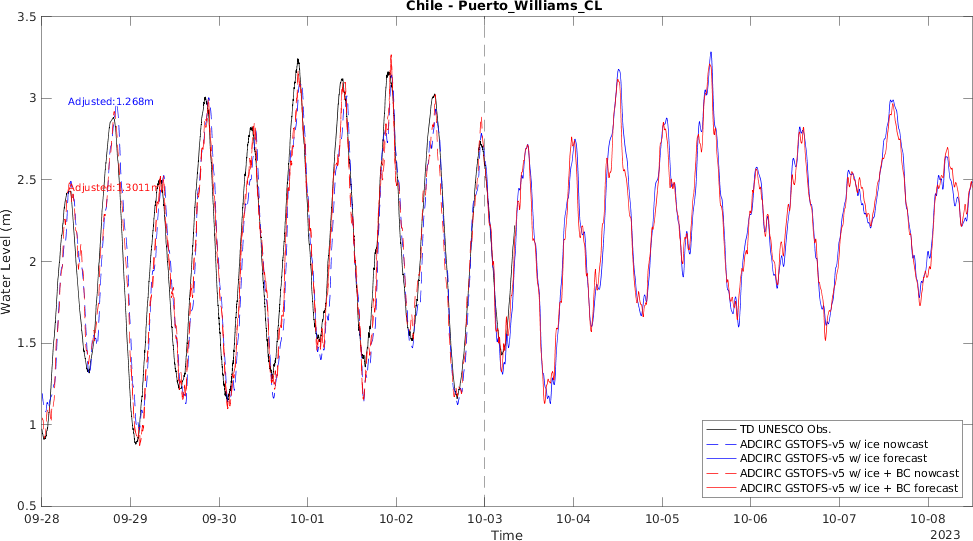 Chile - Puerto_Williams_CL
3.5
3
2.5
2
1.5
1
0.5
Water Level (m)
Adjusted:1.268m
Adjusted:1.3011m
TD UNESCO Obs.
ADCIRC GSTOFS-v5 w/ ice nowcast
ADCIRC GSTOFS-v5 w/ ice forecast
ADCIRC GSTOFS-v5 w/ ice + BC nowcast
ADCIRC GSTOFS-v5 w/ ice + BC forecast
09-28 09-29 09-30 10-01 10-02 10-03 10-04 10-05 10-06 10-07 10-08
Time
2023